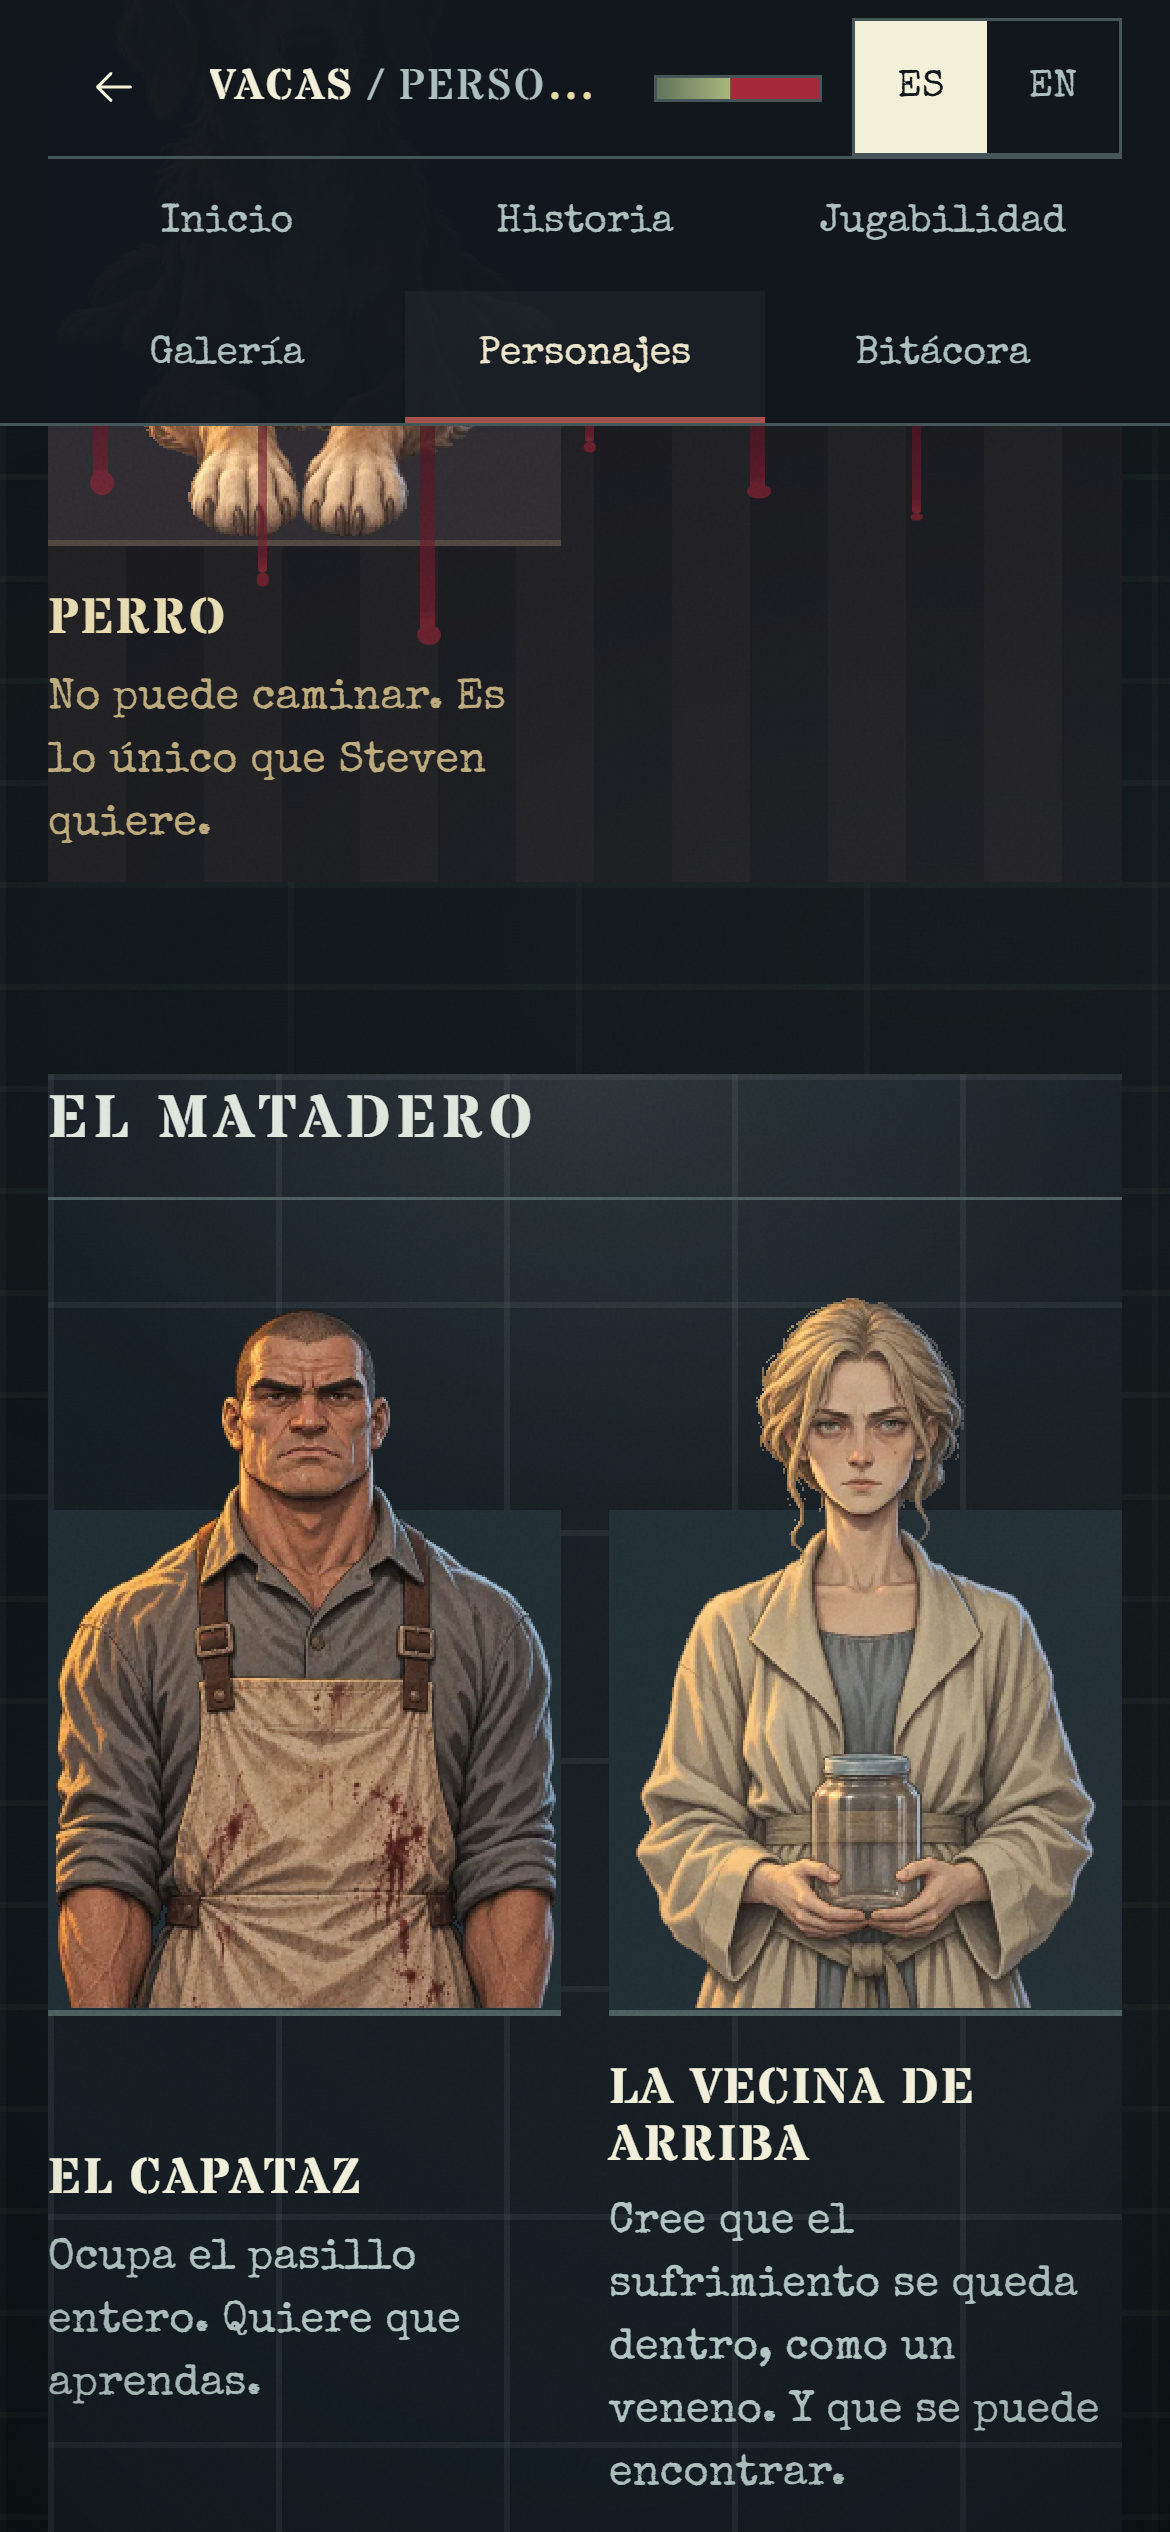 VACAS / PERSO...
ES
EN
Inicio
Historia
Jugabilidad
Galería
Personajes
Bitácora
PERRO
No puede caminar. Es
lo único que Steven
quiere.
EL MATADERO
EL CAPATAZ
Ocupa el pasillo
entero. Quiere que
aprendas.
LA VECINA DE
ARRIBA
Cree que el
sufrimiento se queda
dentro, como un
veneno. Y que se puede
encontrar.